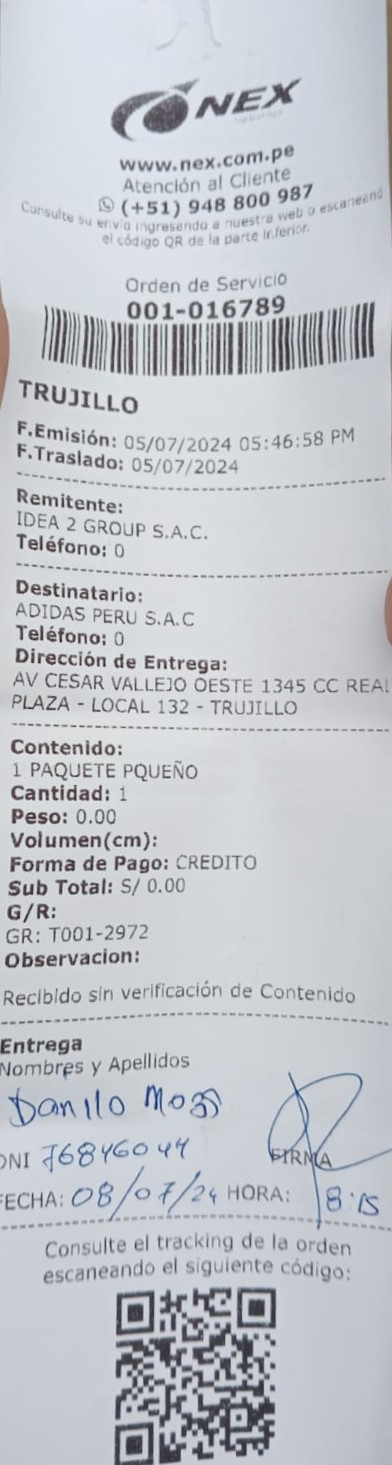 NEX
www.nex.com.pe
Atención al Cliente
(+51) 948 800 987
Consulte su envío ingresando a nuestra web o escaneand
el código QR de la parte inferior.
Orden de Servicio
001-016789
TRUJILLO
F.Emisión: 05/07/2024 05:46:58 PM
F.Traslado: 05/07/2024
Remitente:
IDEA 2 GROUP S.A.C.
Teléfono: 0
Destinatario:
ADIDAS PERU S.A.C
Teléfono: 0
Dirección de Entrega:
AV CESAR VALLEJO OESTE 1345 CC REAL
PLAZA - LOCAL 132 - TRUJILLO
Contenido:
1 PAQUETE PQUEÑO
Cantidad: 1
Peso: 0.00
Volumen(cm):
Forma de Pago: CREDITO
Sub Total: S/ 0.00
G/R:
GR: T001-2972
Observacion:
Recibido sin verificación de Contenido
Entrega
Nombres y Apellidos
Danilo
DNI 76846044 FIRMA
FECHA: 08/07/24 HORA: 18:15
Consulte el tracking de la orden
escaneando el siguiente código: